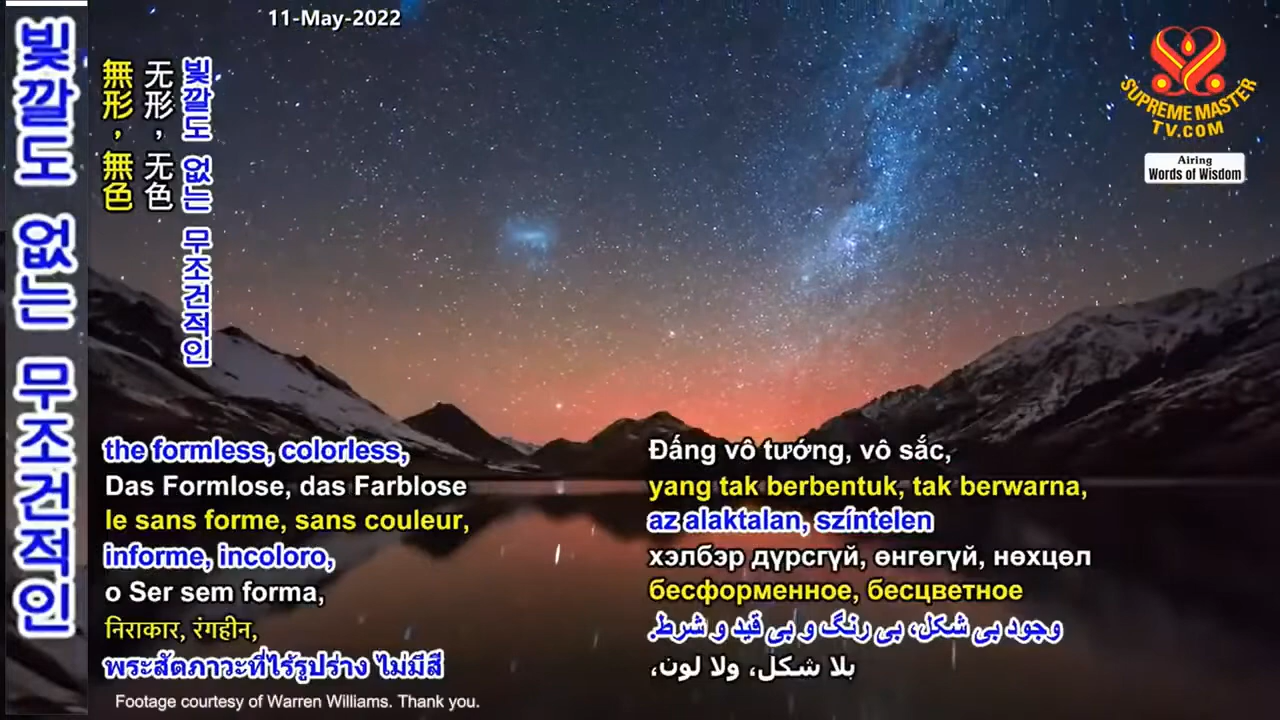 11-May-2022
빛깔도 없는 무조건적인
無形，無色
无形，无色
빛깔도 없는 무조건적인
SUPREME MASTER
TV.COM
Airing
Words of Wisdom
the formless, colorless,
Das Formlose, das Farblose
le sans forme, sans couleur,
informe, incoloro,
o Ser sem forma,
निराकार, रंगहीन,
พระสัตภาวะที่ไร้รูปร่าง ไม่มีสี
Đấng vô tướng, vô sắc,
yang tak berbentuk, tak berwarna,
az alaktalan, színtelen
хэлбэр дүрсгүй, өнгөгүй, нөхцөл
бесформенное, бесцветное
وجود بی شکل، بی رنگ و بی قید و شرط.
بلا شكل، ولا لون،
Footage courtesy of Warren Williams. Thank you.